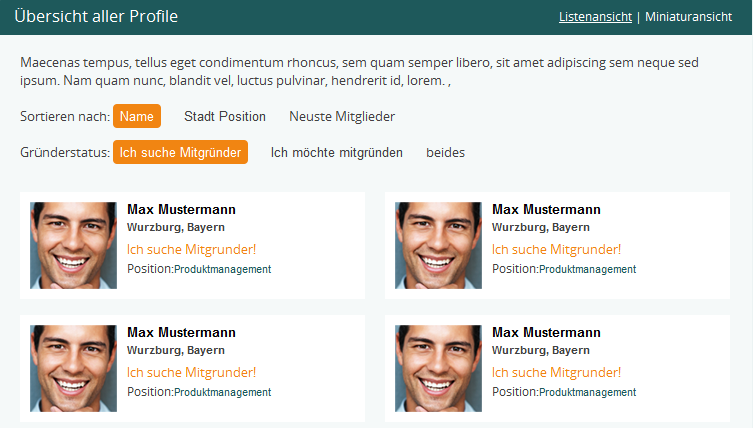 Übersicht aller Profile
Listenansicht | Miniaturansicht
Maecenas tempus, tellus eget condimentum rhoncus, sem quam semper libero, sit amet adipiscing sem neque sed
ipsum. Nam quam nunc, blandit vel, luctus pulvinar, hendrerit id, lorem. ,
Sortieren nach: Name Stadt Position Neuste Mitglieder
Gründerstatus: Ich suche Mitgründer Ich möchte mitgründen beides
Max Mustermann
Wurzburg, Bayern
Ich suche Mitgrunder!
Position:Produktmanagement
Max Mustermann
Wurzburg, Bayern
Ich suche Mitgrunder!
Position:Produktmanagement
Max Mustermann
Wurzburg, Bayern
Ich suche Mitgrunder!
Position:Produktmanagement
Max Mustermann
Wurzburg, Bayern
Ich suche Mitgrunder!
Position:Produktmanagement